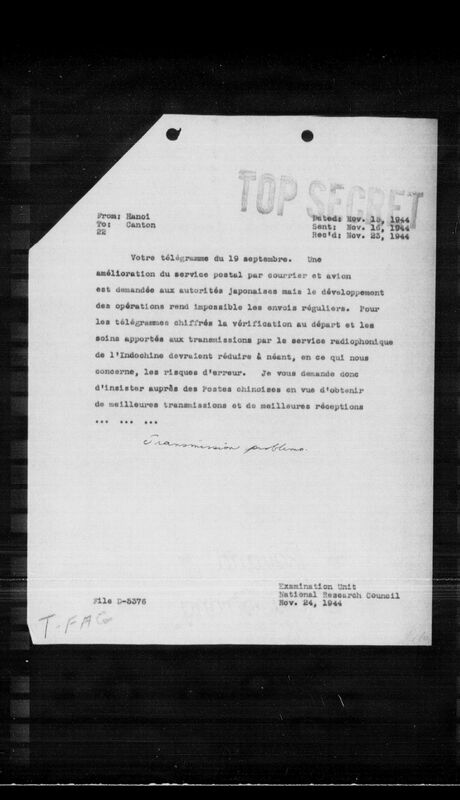 TOP SECRET
From: Hanoi
To: Canton
22
Dated: Nov. 15, 1944
Sent: Nov. 16, 1944
Rec'd: Nov. 23, 1944
Votre télégramme du 19 septembre. Une
amélioration du service postal par courrier et avion
est demandée aux autorités japonaises mais le développement
des opérations rend impossible les envois réguliers. Pour
les télégrammes chiffrés la vérification au départ et les
soins apportés aux transmissions par le service radiophonique
de l'Indochine devraient réduire à néant, en ce qui nous
concerne, les risques d'erreur. Je vous demande donc
d'insister auprès des Postes chinoises en vue d'obtenir
de meilleures transmissions et de meilleures réceptions
... ... ...
Transmission problems.
Examination Unit
National Research Council
Nov. 24, 1944
File D-5376
T-FAC